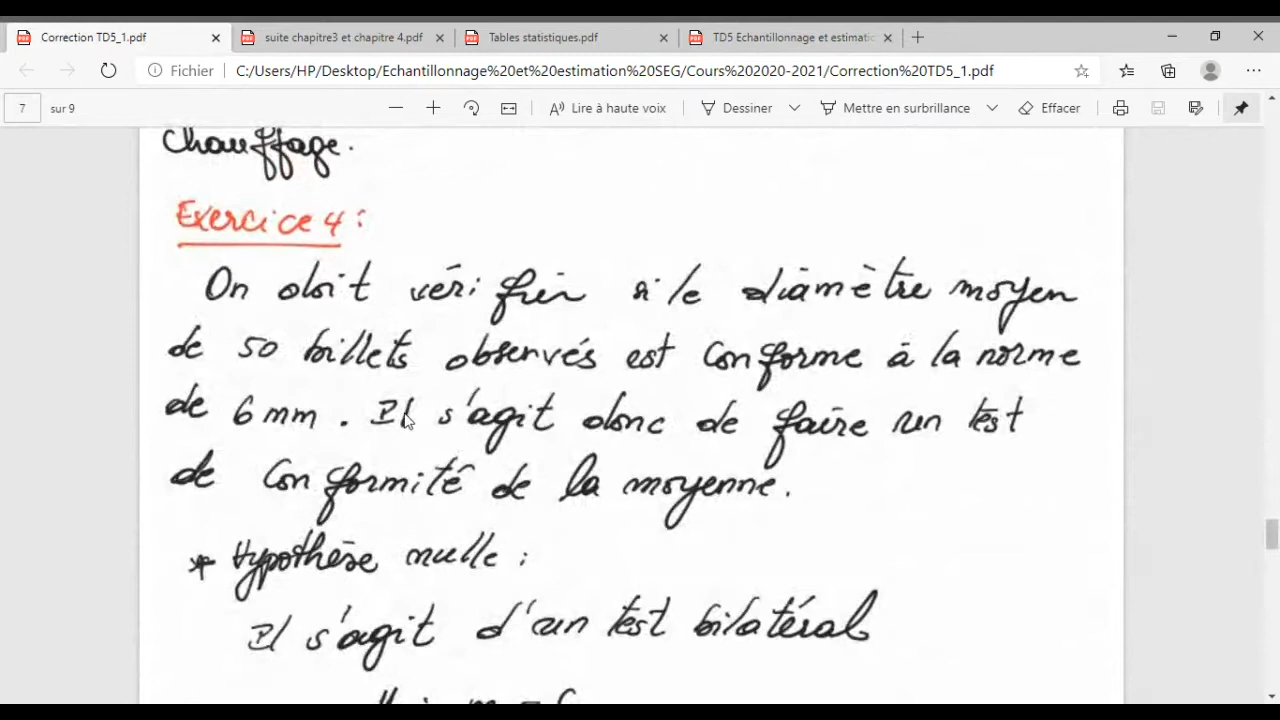 Correction TD5_1.pdf
suite chapitre3 et chapitre 4.pdf
Tables statistiques.pdf
TD5 Echantillonnage et estimatic
Fichier
C:/Users/HP/Desktop/Echantillonnage%20et%20estimation%20SEG/Cours%202020-2021/Correction%20TD5_1.pdf
7 sur 9
Lire à haute voix
Dessiner
Mettre en surbrillance
Effacer
Chauffage.
Exercice 4 :
On doit vérifier si le diamètre moyen
de 50 billets observés est conforme à la norme
de 6 mm. Il s'agit donc de faire un test
de conformité de la moyenne.
* Hypothèse nulle :
Il s'agit d'un test bilatéral